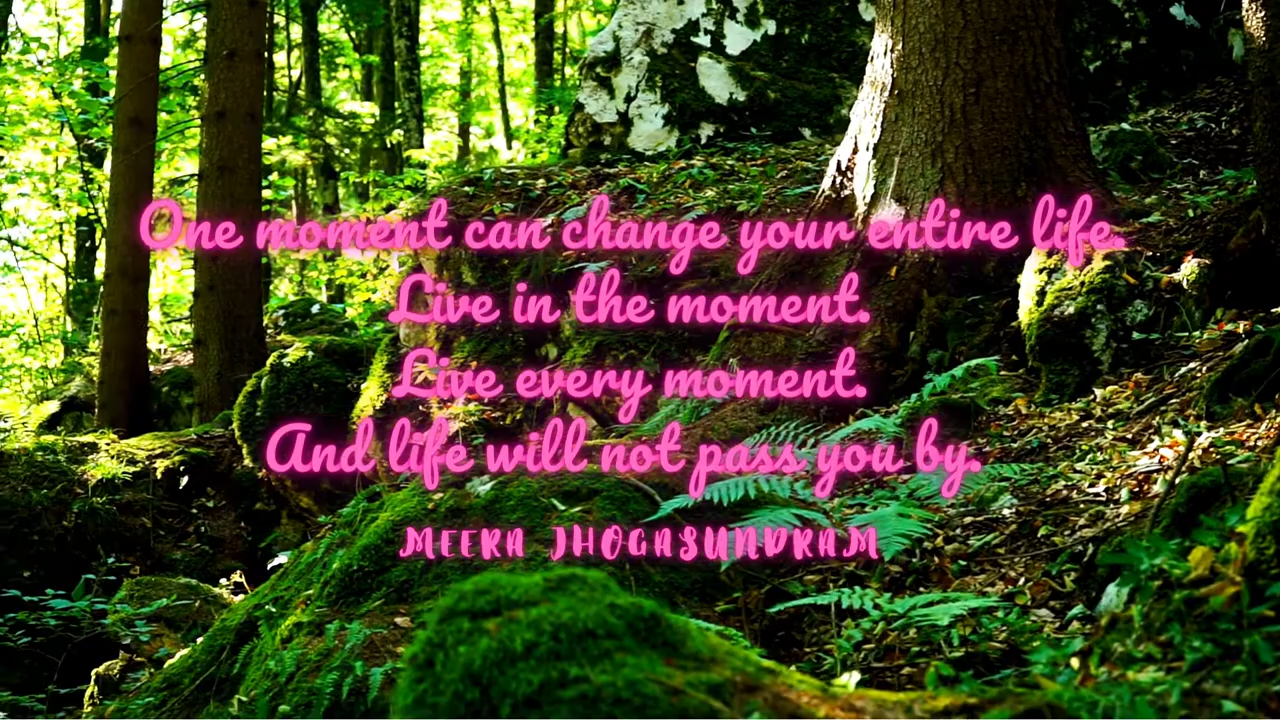 One moment can change your entire life.
Live in the moment.
Live every moment.
And life will not pass you by.
MEERA JHOGASUNDRAM